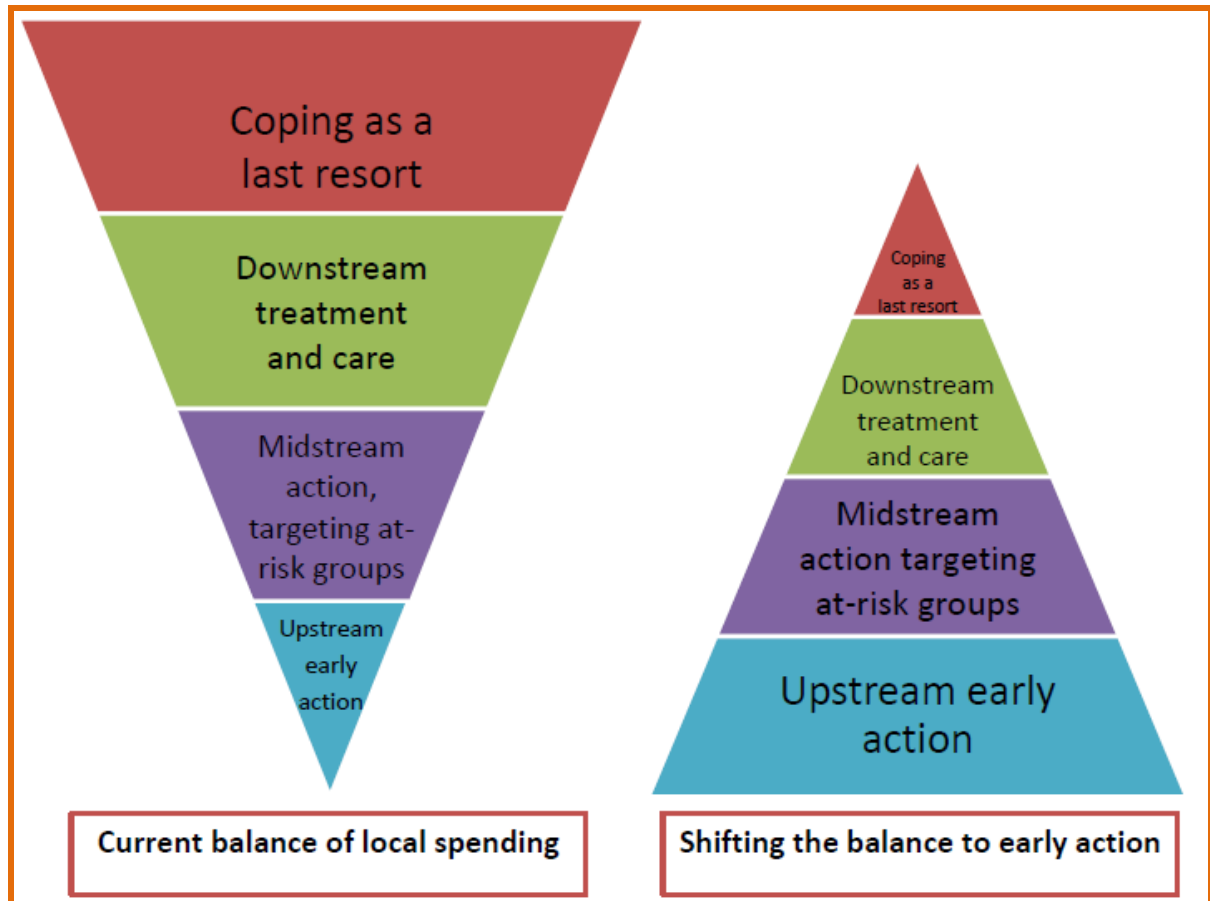 Coping as a
last resort
Downstream
treatment
and care
Midstream
action,
targeting at-
risk groups
Upstream
early
action
Current balance of local spending
Coping
as a
last resort
Downstream
treatment
and care
Midstream
action targeting
at-risk groups
Upstream early
action
Shifting the balance to early action